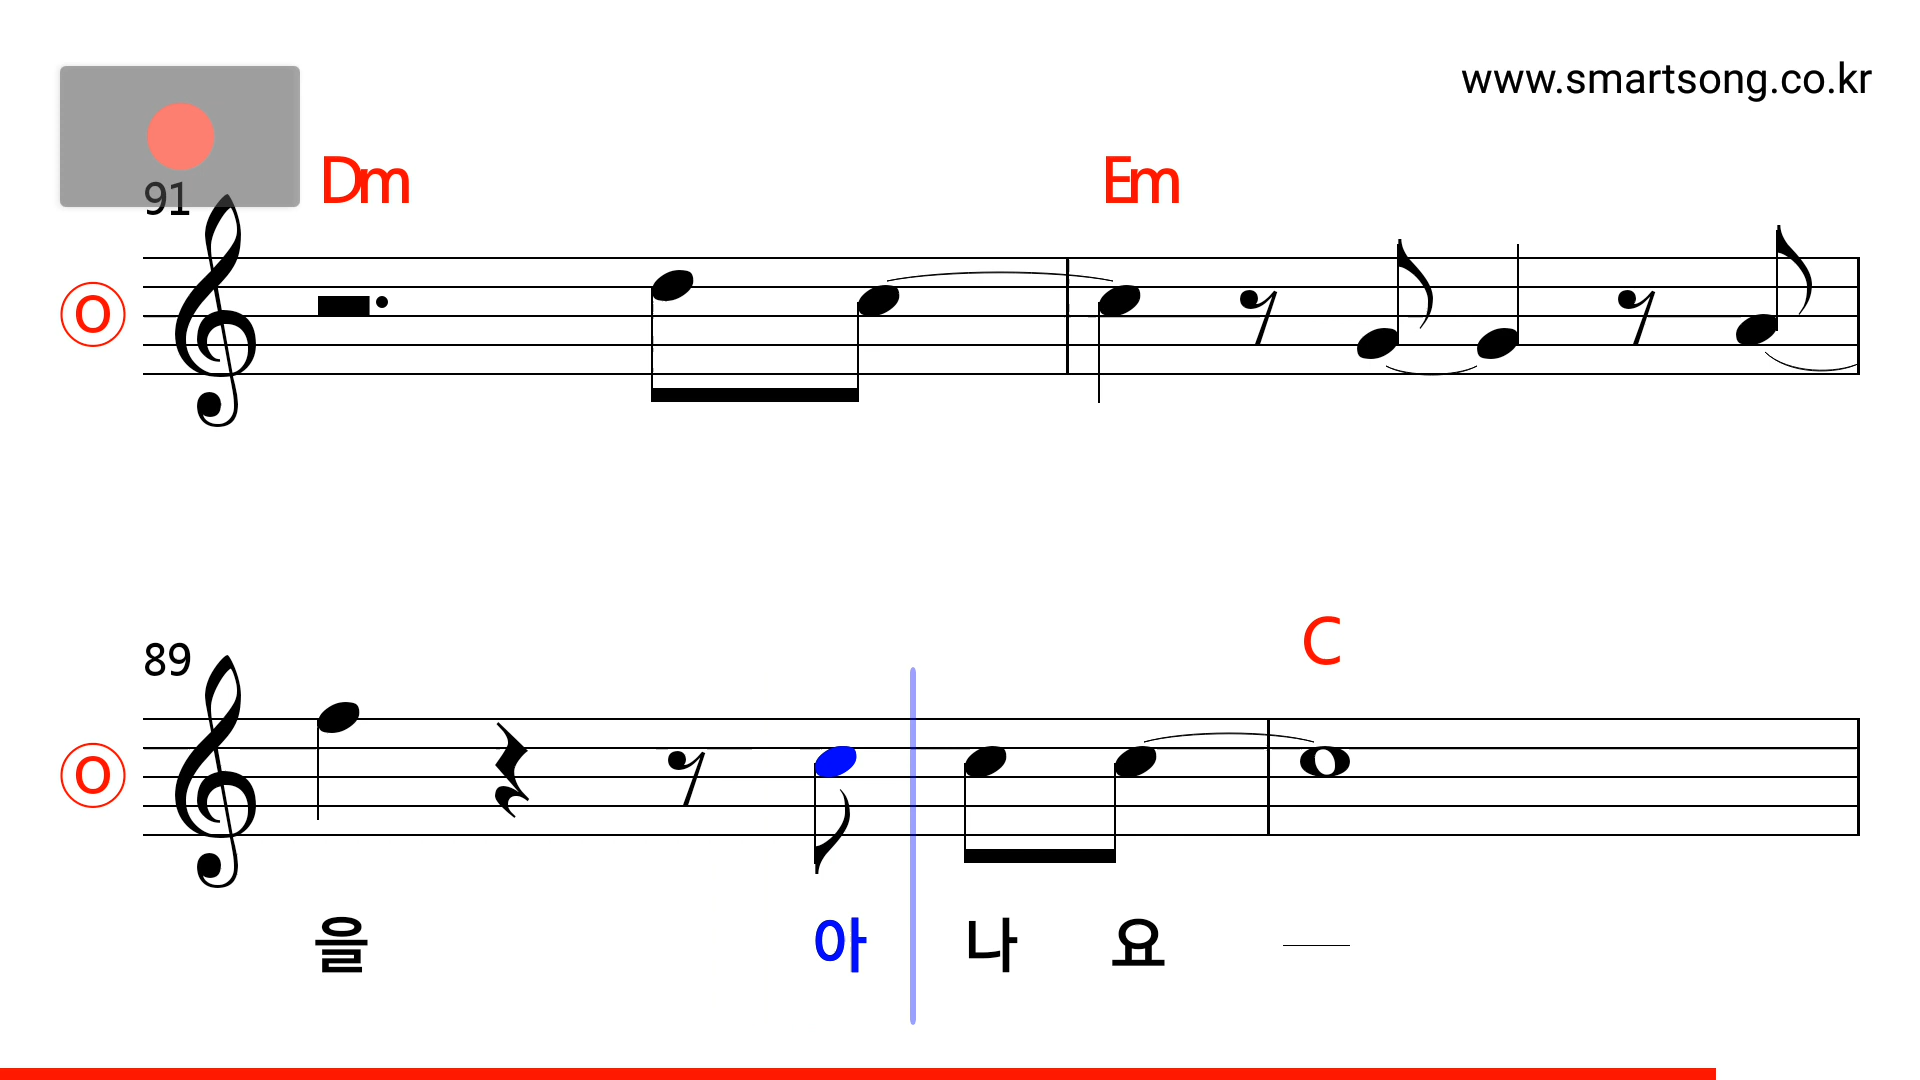 www.smartsong.co.kr
91 Dm Em
O
89 C
O
을 아 나 요